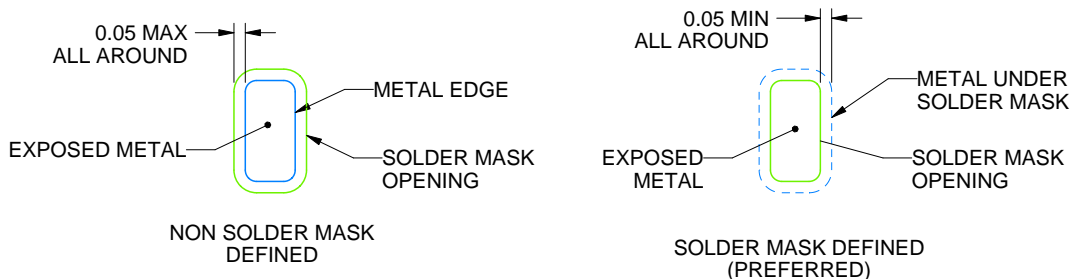 0.05 MAX
ALL AROUND
METAL EDGE
EXPOSED METAL
SOLDER MASK
OPENING
NON SOLDER MASK
DEFINED
0.05 MIN
ALL AROUND
METAL UNDER
SOLDER MASK
EXPOSED
METAL
SOLDER MASK
OPENING
SOLDER MASK DEFINED
(PREFERRED)